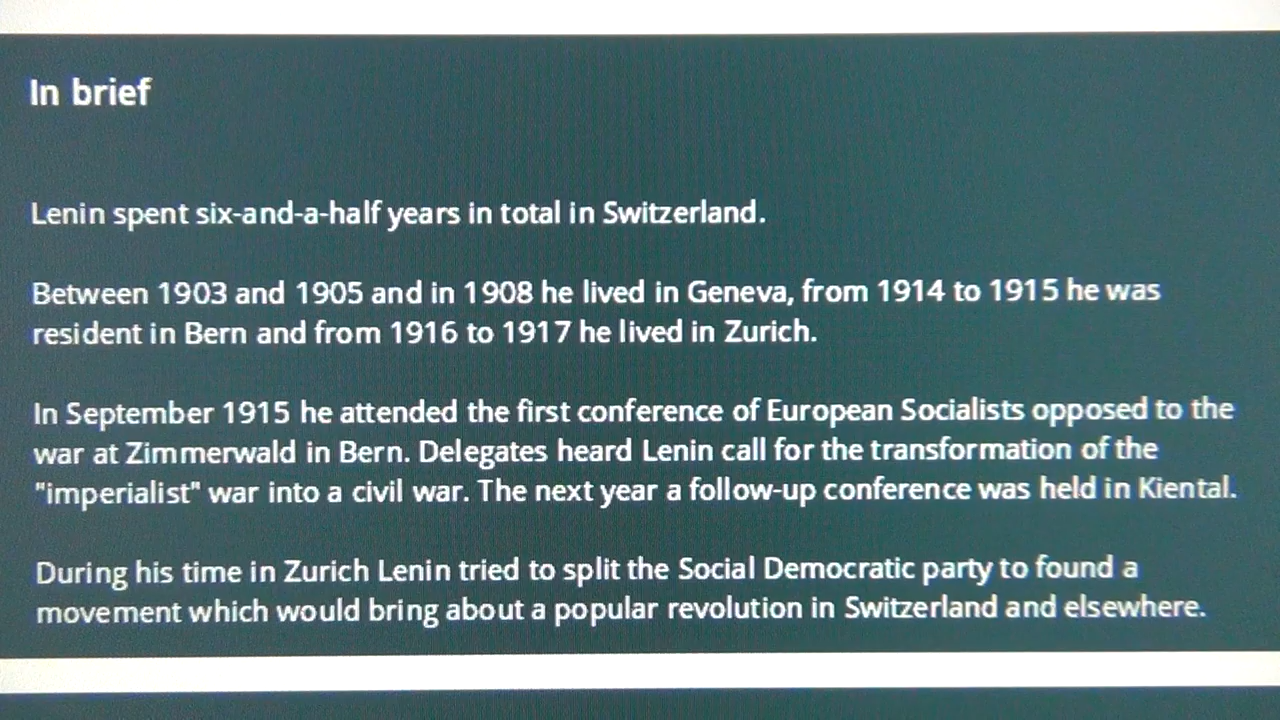 In brief
Lenin spent six-and-a-half years in total in Switzerland.
Between 1903 and 1905 and in 1908 he lived in Geneva, from 1914 to 1915 he was
resident in Bern and from 1916 to 1917 he lived in Zurich.
In September 1915 he attended the first conference of European Socialists opposed to the
war at Zimmerwald in Bern. Delegates heard Lenin call for the transformation of the
"imperialist" war into a civil war. The next year a follow-up conference was held in Kiental.
During his time in Zurich Lenin tried to split the Social Democratic party to found a
movement which would bring about a popular revolution in Switzerland and elsewhere.